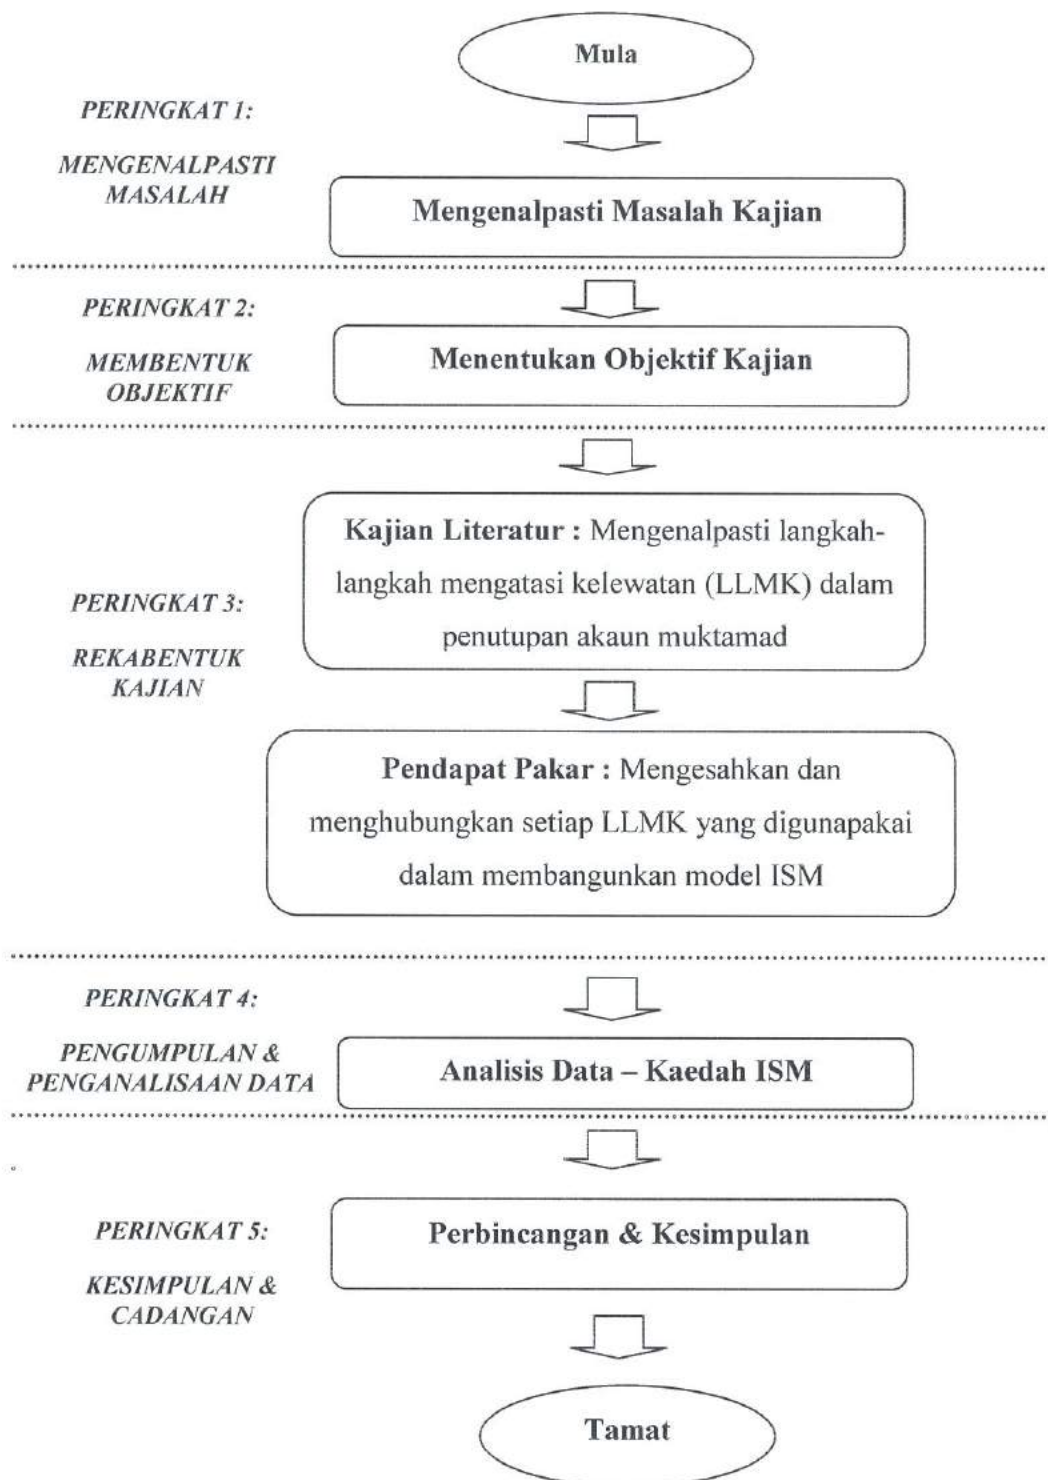 Mula
PERINGKAT 1:
MENGENALPASTI
MASALAH
Mengenalpasti Masalah Kajian
PERINGKAT 2:
MEMBENTUK
OBJEKTIF
Menentukan Objektif Kajian
PERINGKAT 3:
REKABENTUK
KAJIAN
Kajian Literatur : Mengenalpasti langkah-
langkah mengatasi kelewatan (LLMK) dalam
penutupan akaun muktamad
Pendapat Pakar : Mengesahkan dan
menghubungkan setiap LLMK yang digunapakai
dalam membangunkan model ISM
PERINGKAT 4:
PENGUMPULAN &
PENGANALISAAN DATA
Analisis Data – Kaedah ISM
PERINGKAT 5:
KESIMPULAN &
CADANGAN
Perbincangan & Kesimpulan
Tamat